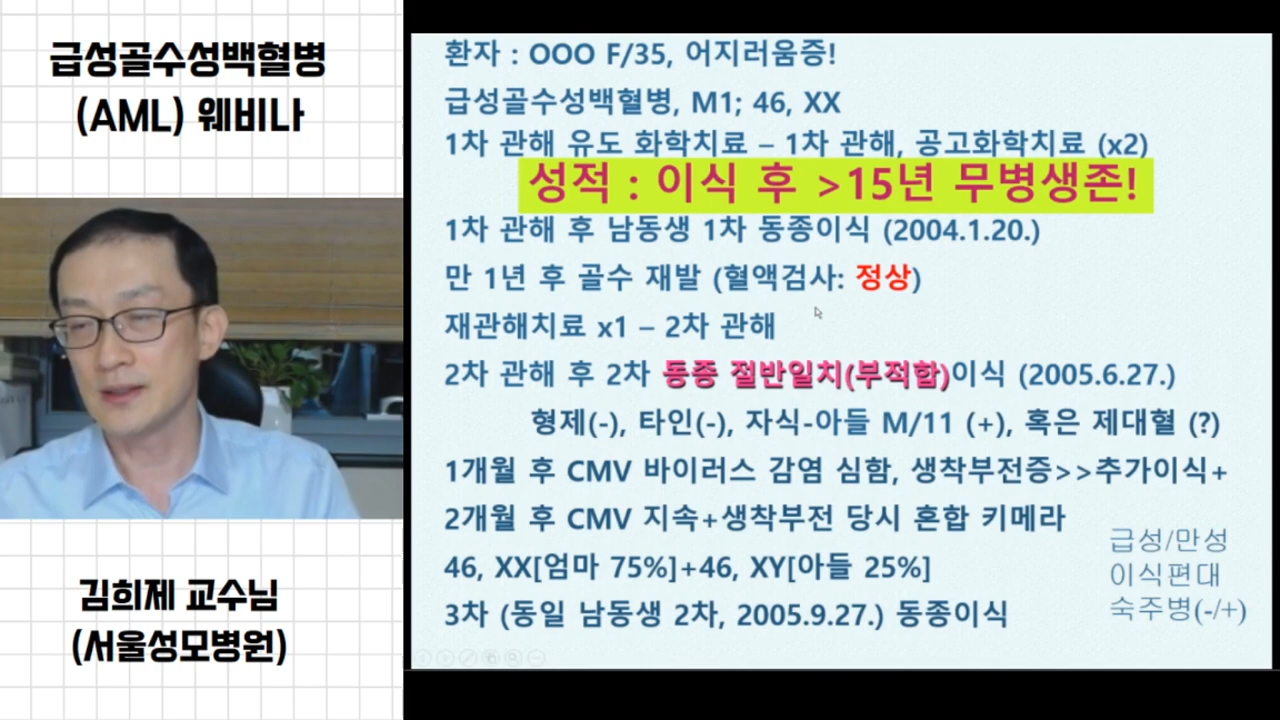 급성골수성백혈병
(AML) 웨비나
김희제 교수님
(서울성모병원)
환자 : OOO F/35, 어지러움증!
급성골수성백혈병, M1; 46, XX
1차 관해 유도 화학치료 – 1차 관해, 공고화학치료 (x2)
성적 : 이식 후 >15년 무병생존!
1차 관해 후 남동생 1차 동종이식 (2004.1.20.)
만 1년 후 골수 재발 (혈액검사: 정상)
재관해치료 x1 – 2차 관해
2차 관해 후 2차 동종 절반일치(부적합)이식 (2005.6.27.)
형제(-), 타인(-), 자식-아들 M/11 (+), 혹은 제대혈 (?)
1개월 후 CMV 바이러스 감염 심함, 생착부전증>>추가이식+
2개월 후 CMV 지속+생착부전 당시 혼합 키메라
46, XX[엄마 75%]+46, XY[아들 25%]
3차 (동일 남동생 2차, 2005.9.27.) 동종이식
급성/만성
이식편대
숙주병(-/+)